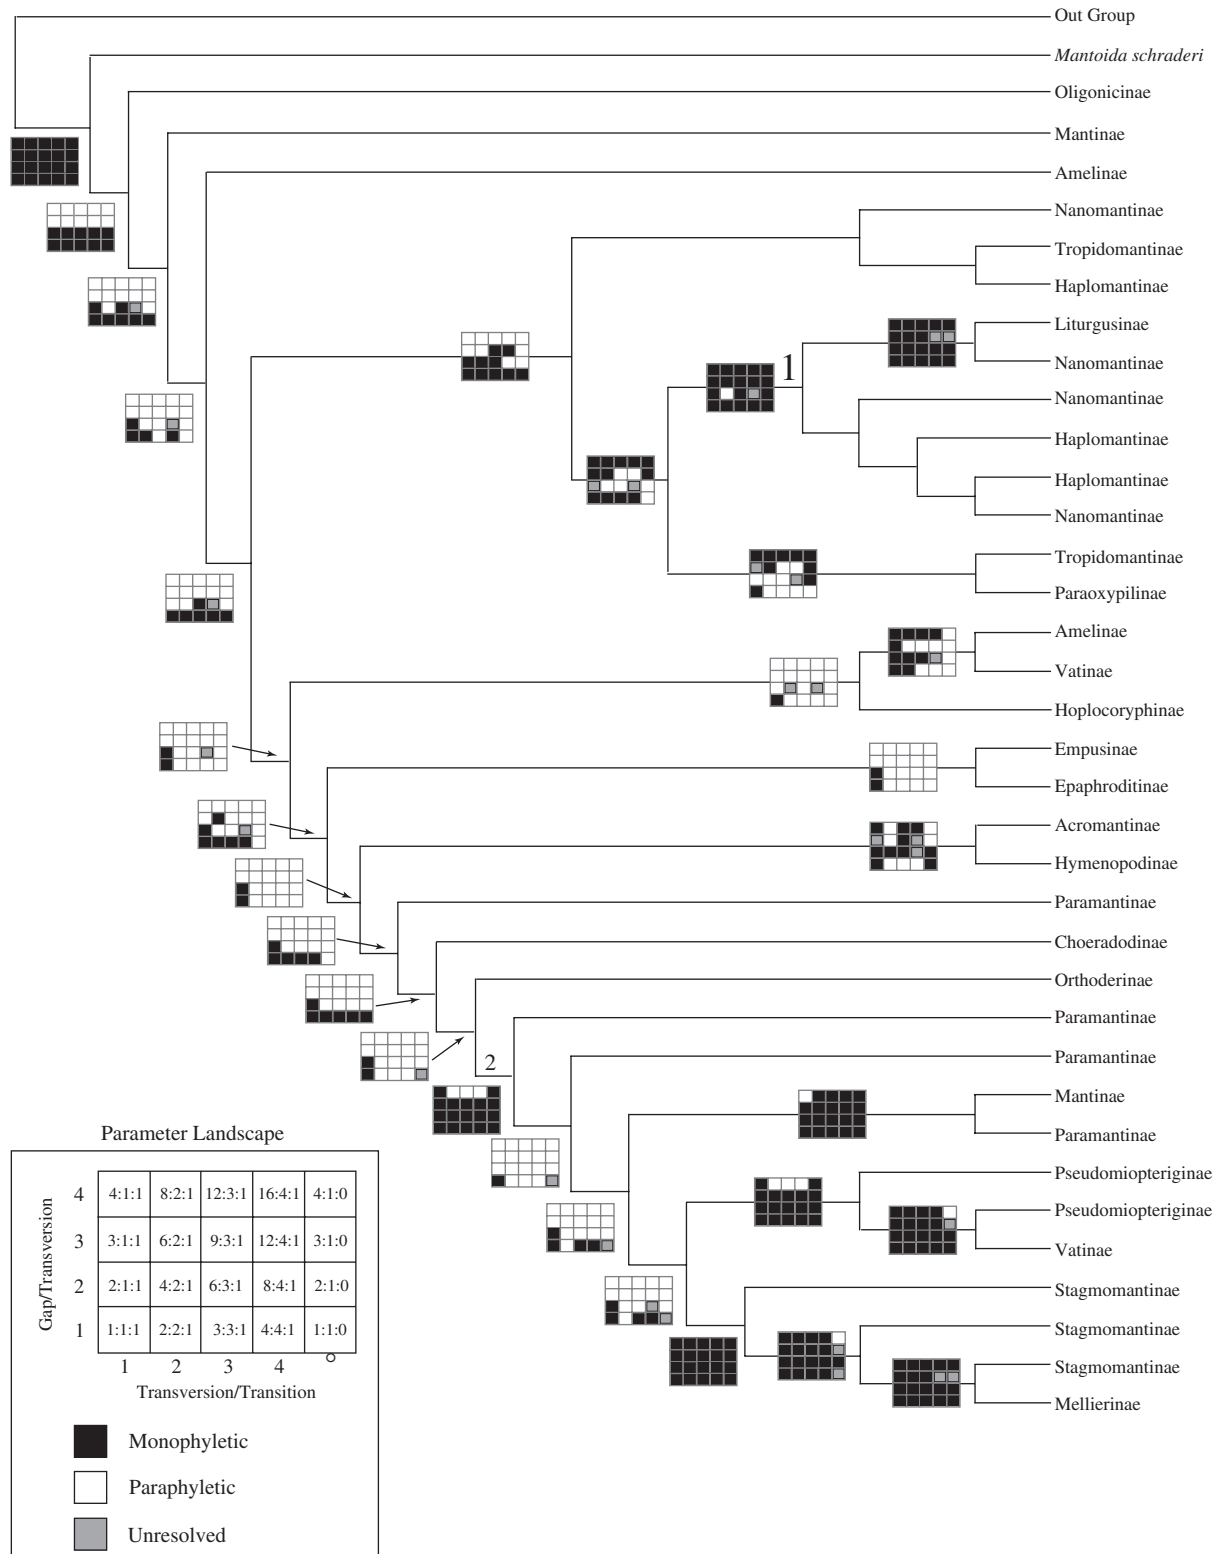 Out Group
Mantoida schraderi
Oligonicinae
Mantinae
Amelinae
Nanomantinae
Tropidomantinae
Haplomantinae
Liturgusinae
1
Nanomantinae
Nanomantinae
Haplomantinae
Haplomantinae
Nanomantinae
Tropidomantinae
Paraoxypilinae
Amelinae
Vatinae
Hoplocoryphinae
Empusinae
Epaphroditinae
Acromantinae
Hymenopodinae
Paramantinae
Choeradodinae
Orthoderinae
Paramantinae
2
Paramantinae
Mantinae
Paramantinae
Pseudomiopteriginae
Pseudomiopteriginae
Vatinae
Stagmomantinae
Stagmomantinae
Stagmomantinae
Mellierinae
Parameter Landscape
Gap/Transversion
4 4:1:1 8:2:1 12:3:1 16:4:1 4:1:0
3 3:1:1 6:2:1 9:3:1 12:4:1 3:1:0
2 2:1:1 4:2:1 6:3:1 8:4:1 2:1:0
1 1:1:1 2:2:1 3:3:1 4:4:1 1:1:0
1 2 3 4 °
Transversion/Transition
Monophyletic
Paraphyletic
Unresolved